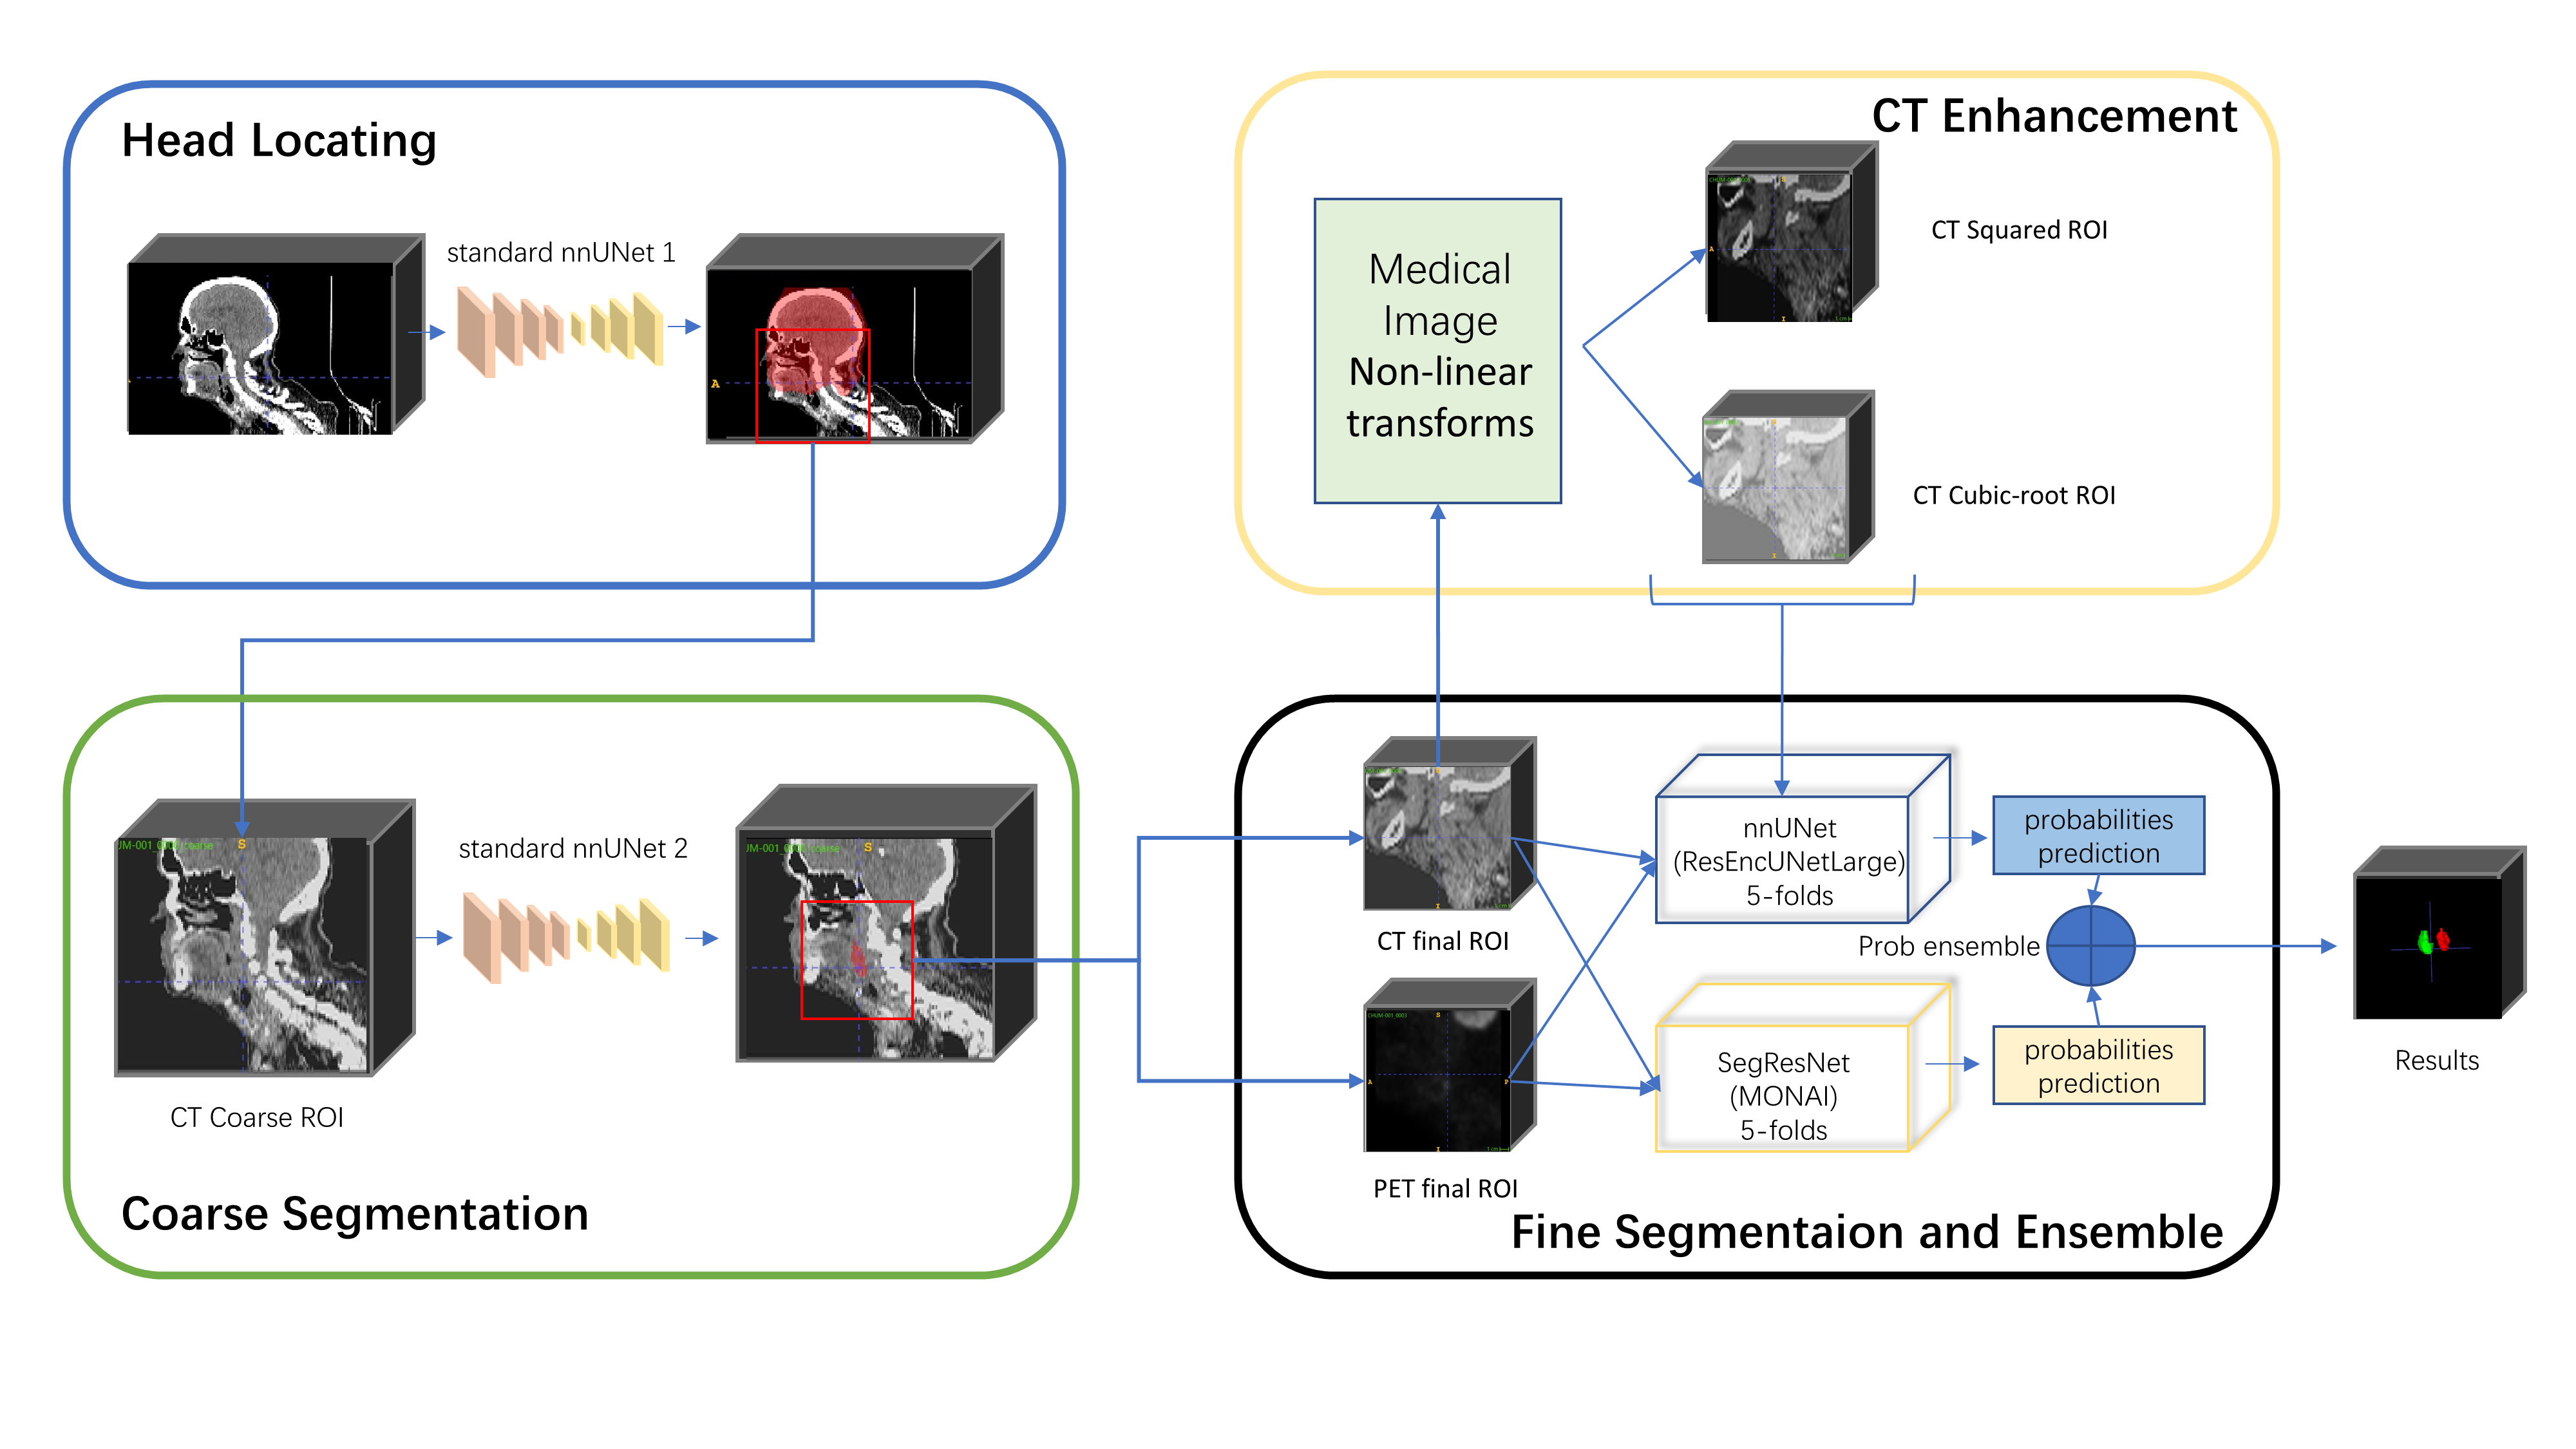 Head Locating
standard nnUNet 1
A
CT Enhancement
Medical
Image
Non-linear
transforms
A
I
CT Squared ROI
I
CT Cubic-root ROI
standard nnUNet 2
S
S
CT Coarse ROI
Coarse Segmentation
CT final ROI
I
CHUM-001_0003
S
A
P
I
PET final ROI
nnUNet
(ResEncUNetLarge)
5-folds
probabilities
prediction
Prob ensemble
SegResNet
(MONAI)
5-folds
probabilities
prediction
Results
Fine Segmentaion and Ensemble